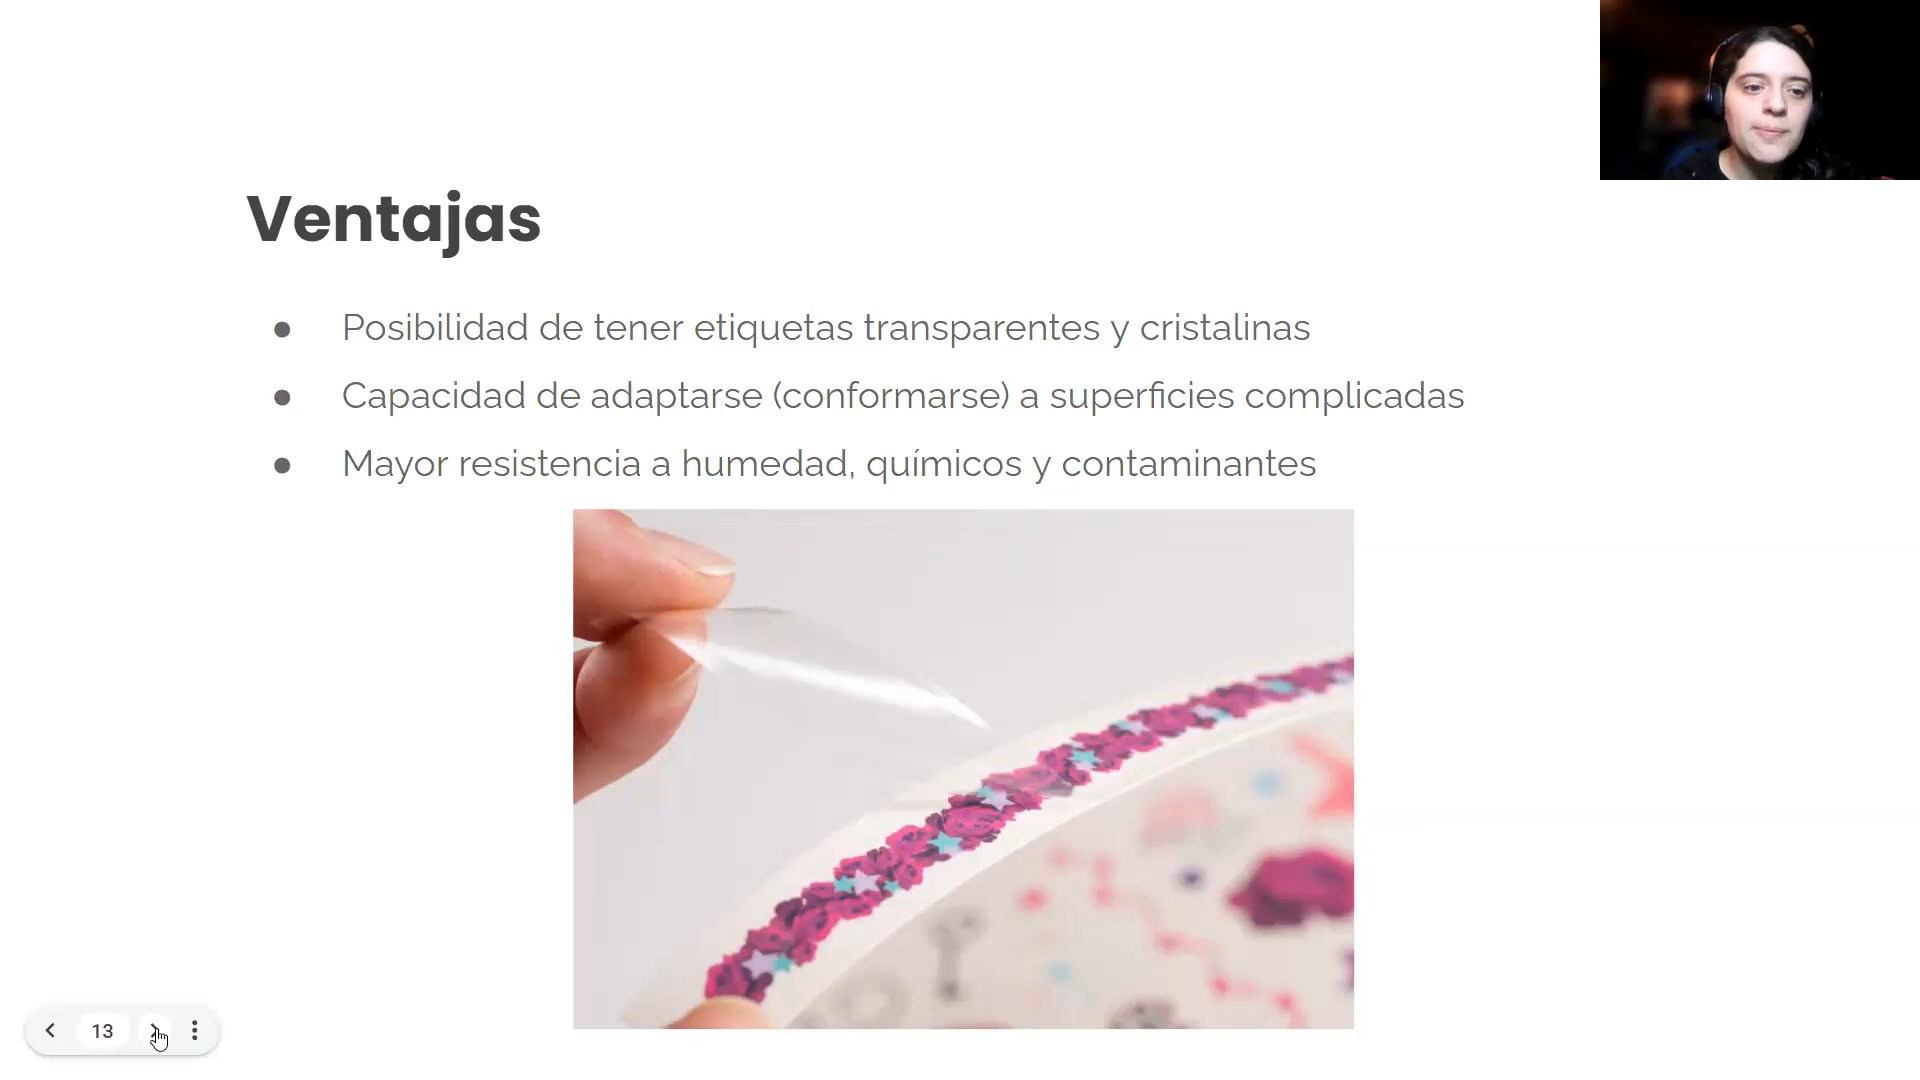 Ventajas
● Posibilidad de tener etiquetas transparentes y cristalinas
● Capacidad de adaptarse (conformarse) a superficies complicadas
● Mayor resistencia a humedad, químicos y contaminantes
13